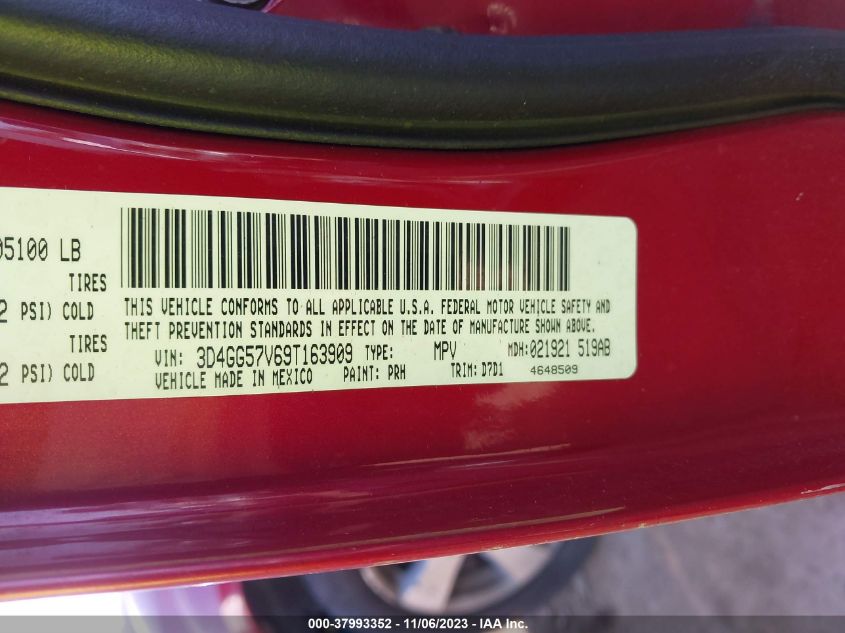 05100 LB
TIRES
2 PSI) COLD
TIRES
2 PSI) COLD
THIS VEHICLE CONFORMS TO ALL APPLICABLE U.S.A. FEDERAL MOTOR VEHICLE SAFETY AND
THEFT PREVENTION STANDARDS IN EFFECT ON THE DATE OF MANUFACTURE SHOWN ABOVE.
VIN: 3D4GG57V69T163909 TYPE: MPV MDH:021921 519AB
VEHICLE MADE IN MEXICO PAINT: PRH TRIM: D7D1 4648509
000-37993352 - 11/06/2023 - IAA Inc.